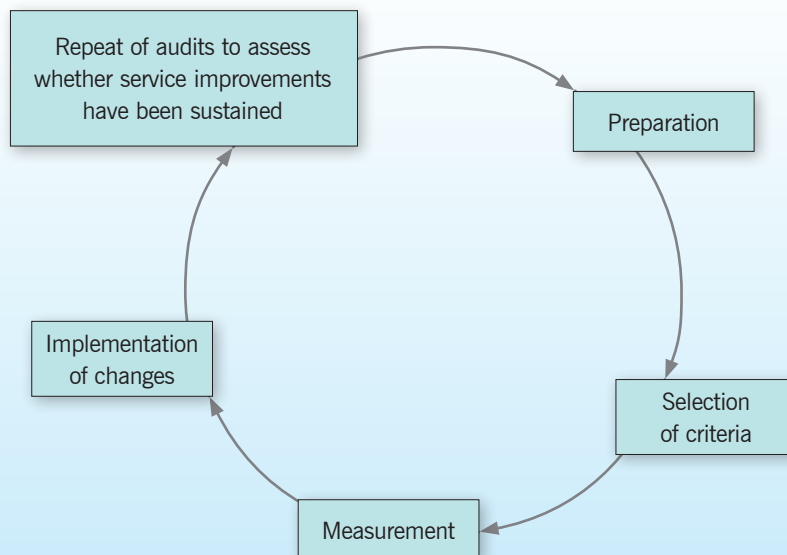 Repeat of audits to assess
whether service improvements
have been sustained
Preparation
Selection
of criteria
Measurement
Implementation
of changes